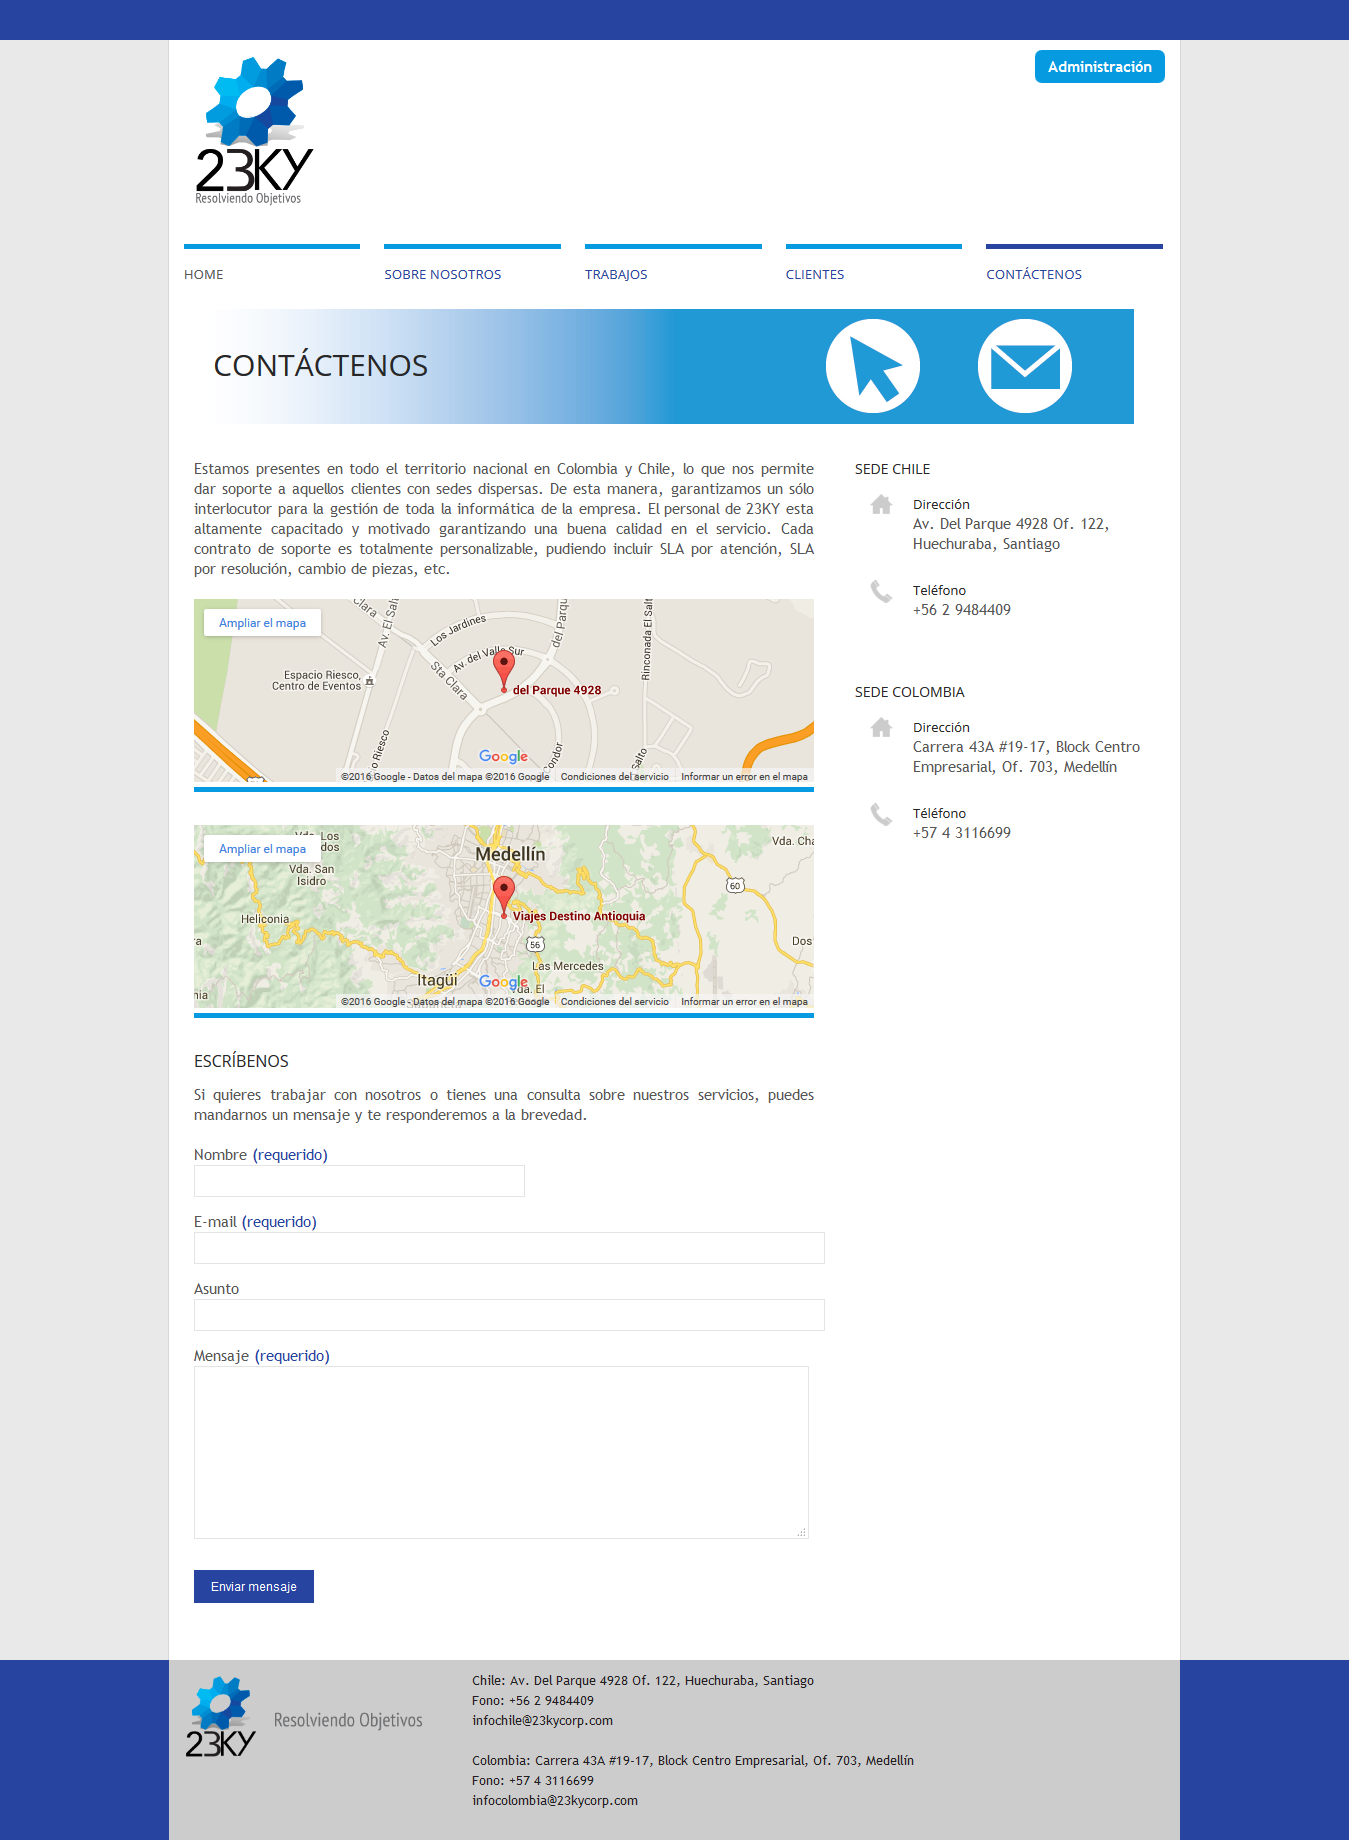 Administración
23KY
Resolviendo Objetivos
HOME
SOBRE NOSOTROS
TRABAJOS
CLIENTES
CONTÁCTENOS
CONTÁCTENOS
Estamos presentes en todo el territorio nacional en Colombia y Chile, lo que nos permite
dar soporte a aquellos clientes con sedes dispersas. De esta manera, garantizamos un sólo
interlocutor para la gestión de toda la informática de la empresa. El personal de 23KY esta
altamente capacitado y motivado garantizando una buena calidad en el servicio. Cada
contrato de soporte es totalmente personalizable, pudiendo incluir SLA por atención, SLA
por resolución, cambio de piezas, etc.
Ampliar el mapa
Clara
Av. El Salt
Los Jardines
del Parqu
Rinconada El Salt
Av. del Valle Sur
Sta Clara
Espacio Riesco,
Centro de Eventos
del Parque 4928
o Riesco
Condor
Salto
Google
©2016 Google - Datos del mapa ©2016 Google
Condiciones del servicio
Informar un error en el mapa
Ampliar el mapa
Vda. Los
dos
Vda. San
Isidro
Medellín
Vda. Cha
60
Heliconia
Viajes Destino Antioquia
56
Dos
Las Mercedes
Itagüi
Google
Vda. El
nia
©2016 Google - Datos del mapa ©2016 Google
Condiciones del servicio
Informar un error en el mapa
SEDE CHILE
Dirección
Av. Del Parque 4928 Of. 122,
Huechuraba, Santiago
Teléfono
+56 2 9484409
SEDE COLOMBIA
Dirección
Carrera 43A #19-17, Block Centro
Empresarial, Of. 703, Medellín
Téléfono
+57 4 3116699
ESCRÍBENOS
Si quieres trabajar con nosotros o tienes una consulta sobre nuestros servicios, puedes
mandarnos un mensaje y te responderemos a la brevedad.
Nombre (requerido)
E-mail (requerido)
Asunto
Mensaje (requerido)
Enviar mensaje
23KY
Resolviendo Objetivos
Chile: Av. Del Parque 4928 Of. 122, Huechuraba, Santiago
Fono: +56 2 9484409
infochile@23kycorp.com
Colombia: Carrera 43A #19-17, Block Centro Empresarial, Of. 703, Medellín
Fono: +57 4 3116699
infocolombia@23kycorp.com